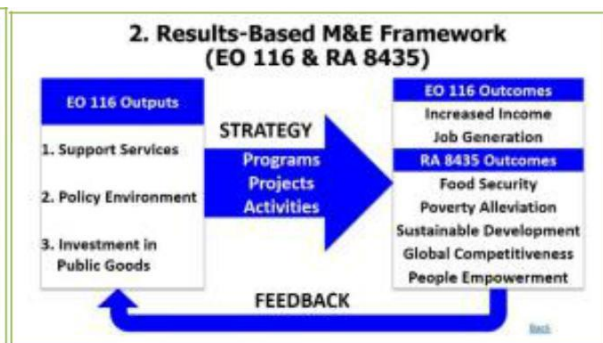 2. Results-Based M&E Framework
(EO 116 & RA 8435)
EO 116 Outputs
1. Support Services
2. Policy Environment
3. Investment in
Public Goods
STRATEGY
Programs
Projects
Activities
EO 116 Outcomes
Increased Income
Job Generation
RA 8435 Outcomes
Food Security
Poverty Alleviation
Sustainable Development
Global Competitiveness
People Empowerment
FEEDBACK
Back